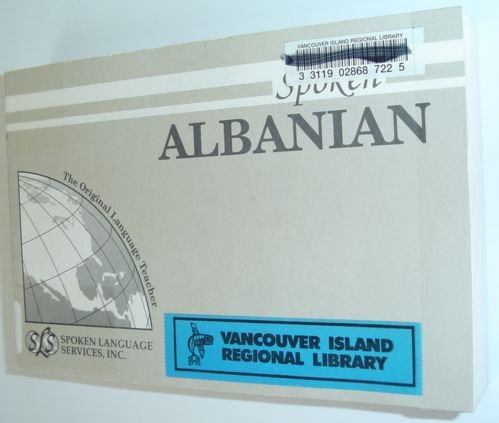 VANCOUVER ISLAND REGIONAL LIBRARY
3 3119 02868 722 5
Spoken
ALBANIAN
The Original Language Teacher
SLS
SPOKEN LANGUAGE
SERVICES, INC.
VANCOUVER ISLAND
REGIONAL LIBRARY